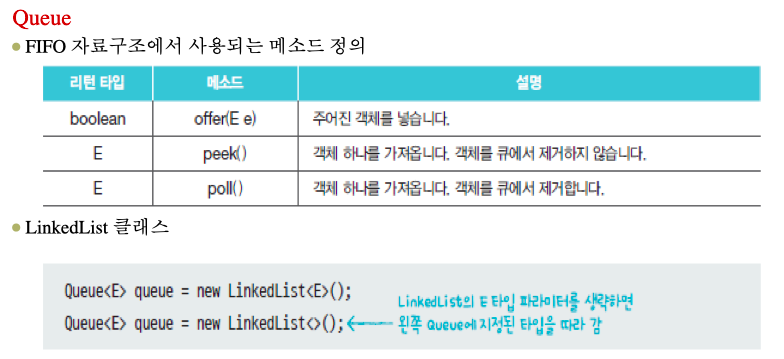 Queue
FIFO 자료구조에서 사용되는 메소드 정의
리턴 타입 메소드 설명
boolean offer(E e) 주어진 객체를 넣습니다.
E peek() 객체 하나를 가져옵니다. 객체를 큐에서 제거하지 않습니다.
E poll() 객체 하나를 가져옵니다. 객체를 큐에서 제거합니다.
LinkedList 클래스
Queue<E> queue = new LinkedList<E>();
LinkedList의 E 타입 파라미터를 생략하면
Queue<E> queue = new LinkedList<>(); 왼쪽 Queue에 지정된 타입을 따라 감